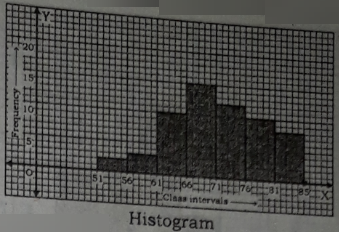 Y
20
15
10
5
Frequency
O
51 56 61 66 71 76 81 85 X
Class intervals
Histogram